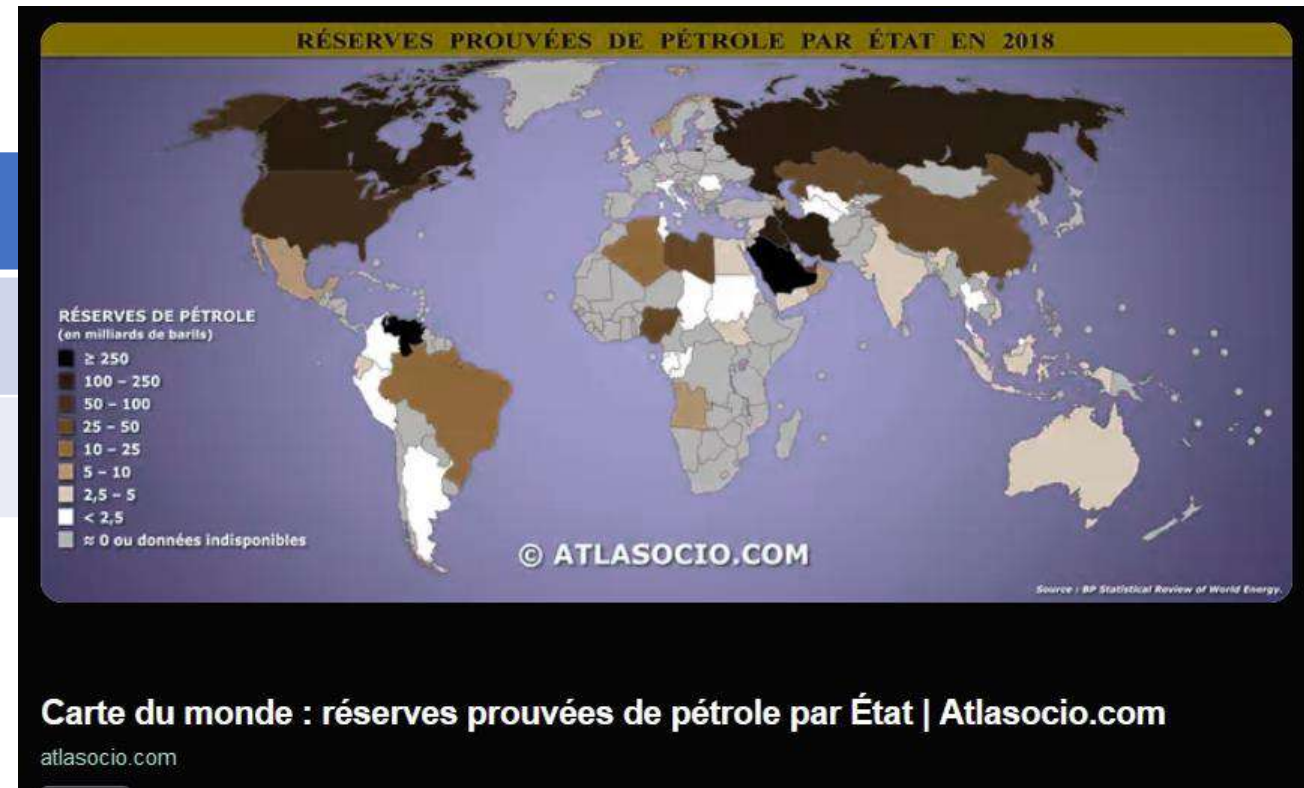 RÉSERVES PROUVÉES DE PÉTROLE PAR ÉTAT EN 2018
RÉSERVES DE PÉTROLE
(en milliards de barils)
≥ 250
100 – 250
50 – 100
25 – 50
10 – 25
5 – 10
2,5 – 5
< 2,5
≈ 0 ou données indisponibles
© ATLASOCIO.COM
Source : BP Statistical Review of World Energy.
Carte du monde : réserves prouvées de pétrole par État | Atlasocio.com
atlasocio.com